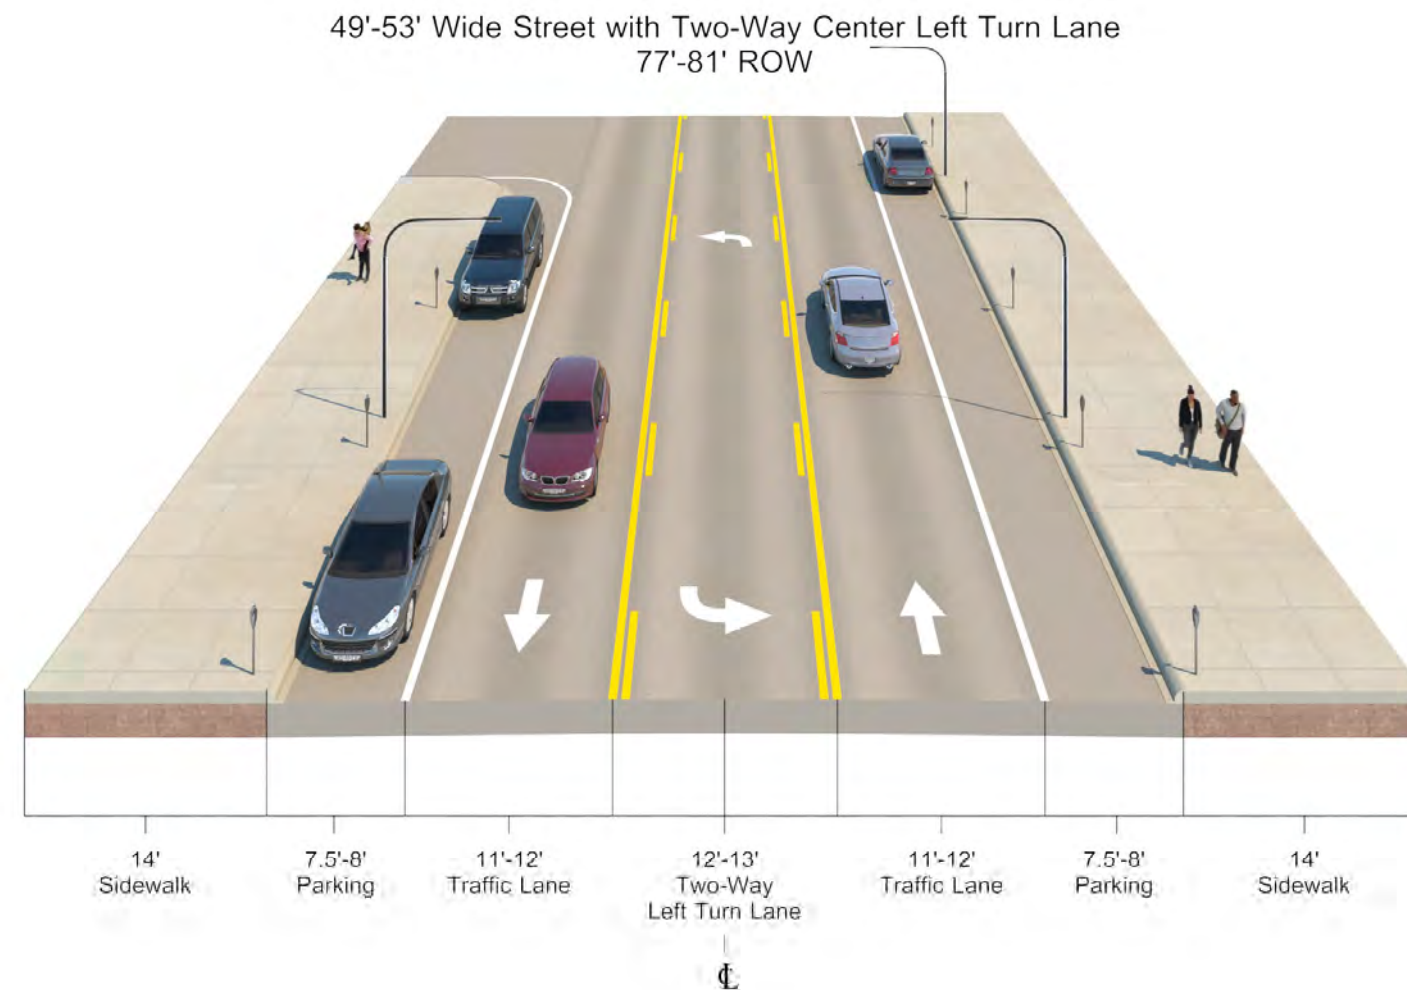 49'-53' Wide Street with Two-Way Center Left Turn Lane
77'-81' ROW
14'
Sidewalk
7.5'-8'
Parking
11'-12'
Traffic Lane
12'-13'
Two-Way
Left Turn Lane
11'-12'
Traffic Lane
7.5'-8'
Parking
14'
Sidewalk
℄